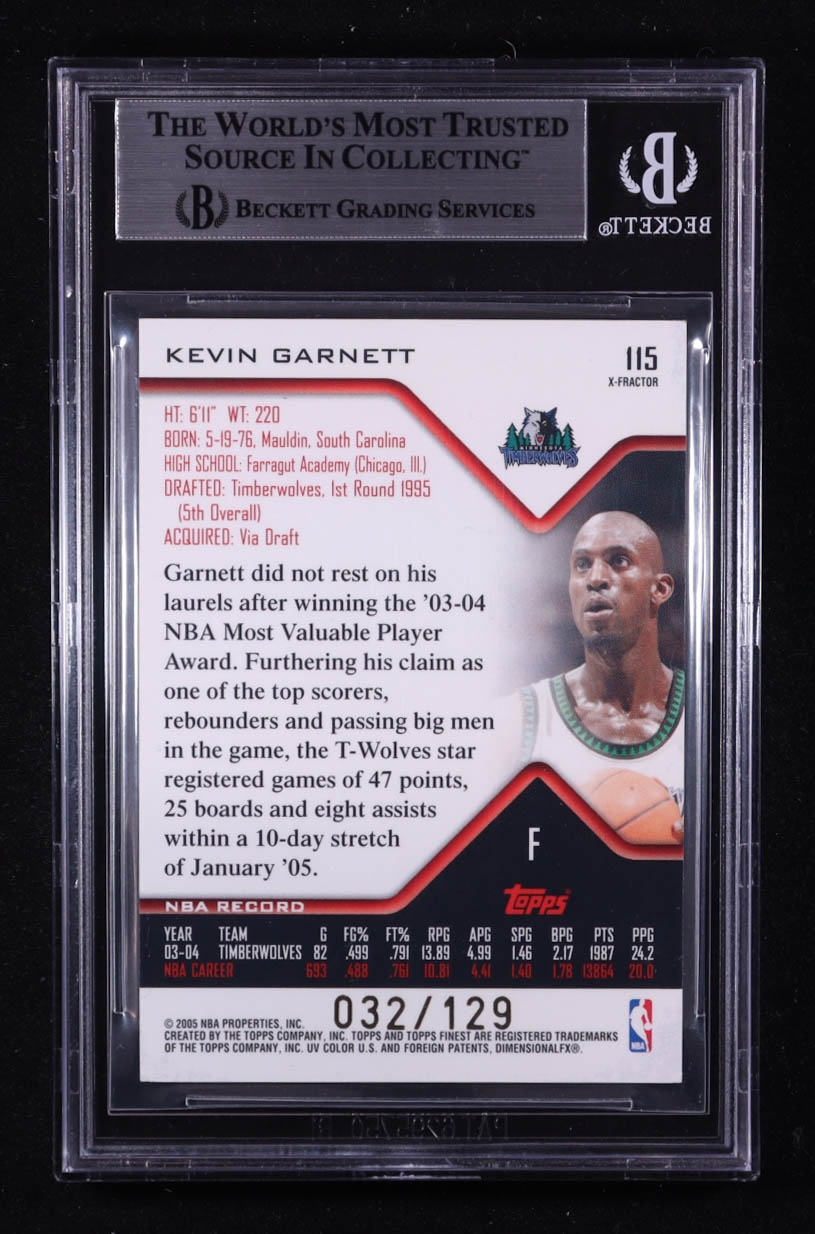 THE WORLD'S MOST TRUSTED
SOURCE IN COLLECTING™
B BECKETT GRADING SERVICES
B
BECKETT®
KEVIN GARNETT
115
X-FRACTOR
HT: 6'11" WT: 220
BORN: 5-19-76, Mauldin, South Carolina
HIGH SCHOOL: Farragut Academy (Chicago, Ill.)
DRAFTED: Timberwolves, 1st Round 1995
(5th Overall)
ACQUIRED: Via Draft
MINNESOTA
TIMBERWOLVES
Garnett did not rest on his
laurels after winning the '03-04
NBA Most Valuable Player
Award. Furthering his claim as
one of the top scorers,
rebounders and passing big men
in the game, the T-Wolves star
registered games of 47 points,
25 boards and eight assists
within a 10-day stretch
of January '05.
F
Topps®
NBA RECORD
YEAR TEAM G FG% FT% RPG APG SPG BPG PTS PPG
03-04 TIMBERWOLVES 82 .499 .791 13.89 4.99 1.46 2.17 1987 24.2
NBA CAREER 693 .488 .761 10.81 4.41 1.40 1.78 13864 20.0
032/129
© 2005 NBA PROPERTIES, INC.
CREATED BY THE TOPPS COMPANY, INC. TOPPS AND TOPPS FINEST ARE REGISTERED TRADEMARKS
OF THE TOPPS COMPANY, INC. UV COLOR U.S. AND FOREIGN PATENTS, DIMENSIONALFX®.
NBA